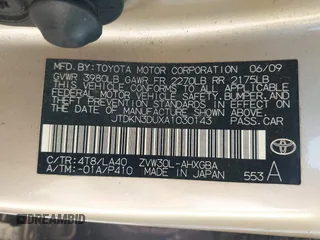 MFD. BY: TOYOTA MOTOR CORPORATION 06/09
GVWR 3980LB GAWR FR 2270LB RR 2175LB
THIS VEHICLE CONFORMS TO ALL APPLICABLE
FEDERAL MOTOR VEHICLE SAFETY, BUMPER, AND
THEFT PREVENTION STANDARDS IN EFFECT ON THE
DATE OF MANUFACTURE SHOWN ABOVE.
JTDKN3DUXA1030143 PASS.CAR
C/TR: 4T8/LA40 ZVW30L-AHXGBA
A/TM: -01A/P410 MADE IN JAPAN 553 A
TOYOTA
AUTOBIDMASTER